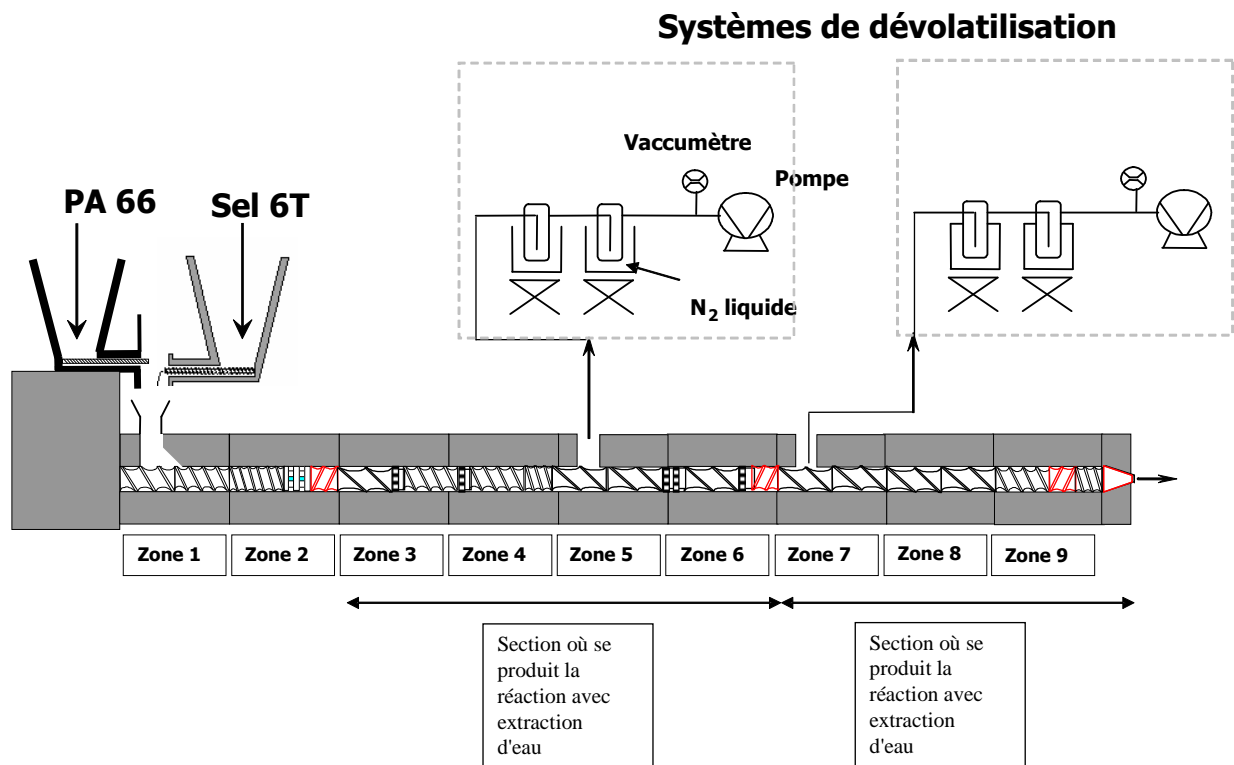 Systèmes de dévolatilisation
Vaccumètre
Pompe
PA 66
Sel 6T
N₂ liquide
Zone 1
Zone 2
Zone 3
Zone 4
Zone 5
Zone 6
Zone 7
Zone 8
Zone 9
Section où se
produit la
réaction avec
extraction
d'eau
Section où se
produit la
réaction avec
extraction
d'eau